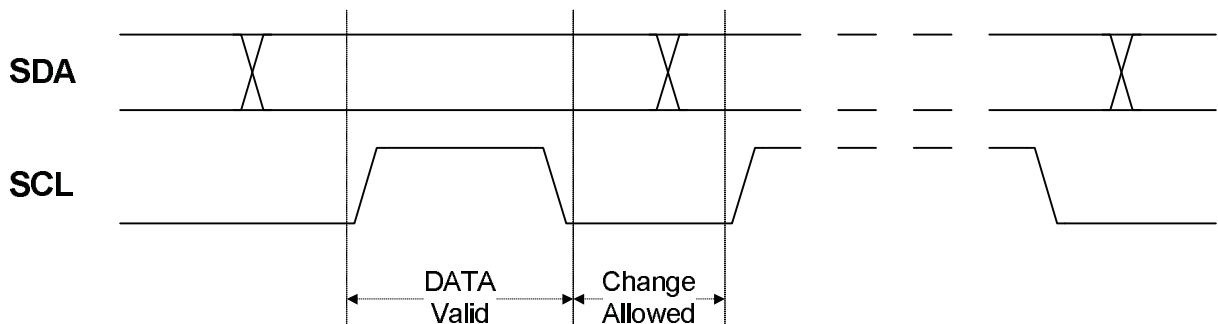 SDA
SCL
DATA
Valid
Change
Allowed